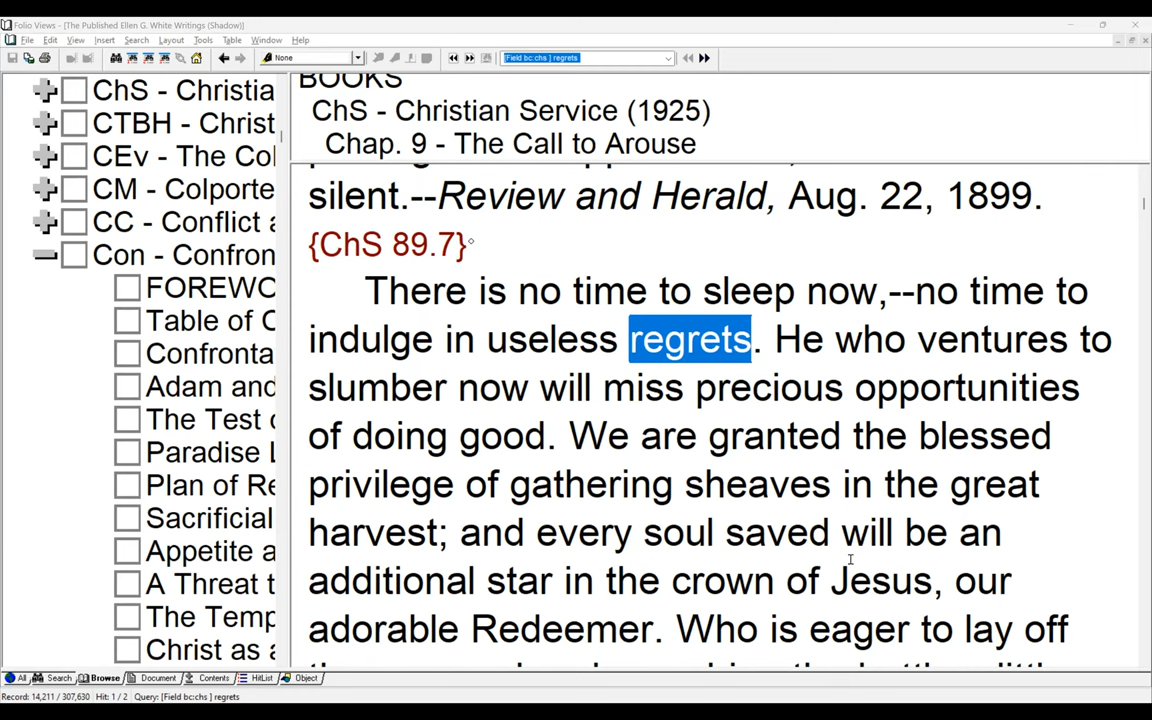 Folio Views - [The Published Ellen G. White Writings (Shadow)]
File Edit View Insert Search Layout Tools Table Window Help
None
[Field bc:chs ] regrets
ChS - Christia
CTBH - Christ
CEv - The Col
CM - Colporte
CC - Conflict a
Con - Confron
FOREWO
Table of C
Confronta
Adam and
The Test o
Paradise L
Plan of Re
Sacrificial
Appetite a
A Threat t
The Temp
Christ as a
BOOKS
ChS - Christian Service (1925)
Chap. 9 - The Call to Arouse
silent.--Review and Herald, Aug. 22, 1899.
{ChS 89.7}
There is no time to sleep now,--no time to
indulge in useless regrets. He who ventures to
slumber now will miss precious opportunities
of doing good. We are granted the blessed
privilege of gathering sheaves in the great
harvest; and every soul saved will be an
additional star in the crown of Jesus, our
adorable Redeemer. Who is eager to lay off
All Search Browse Document Contents HitList Object
Record: 14,211 / 307,630 Hit: 1 / 2 Query: [Field bc:chs ] regrets